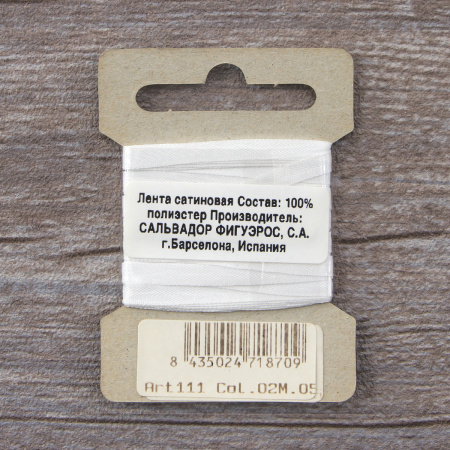 Лента сатиновая Состав: 100%
полиэстер Производитель:
САЛЬВАДОР ФИГУЭРОС, С.А.
г.Барселона, Испания
8 435024 718709
Art111 Col.02M.05